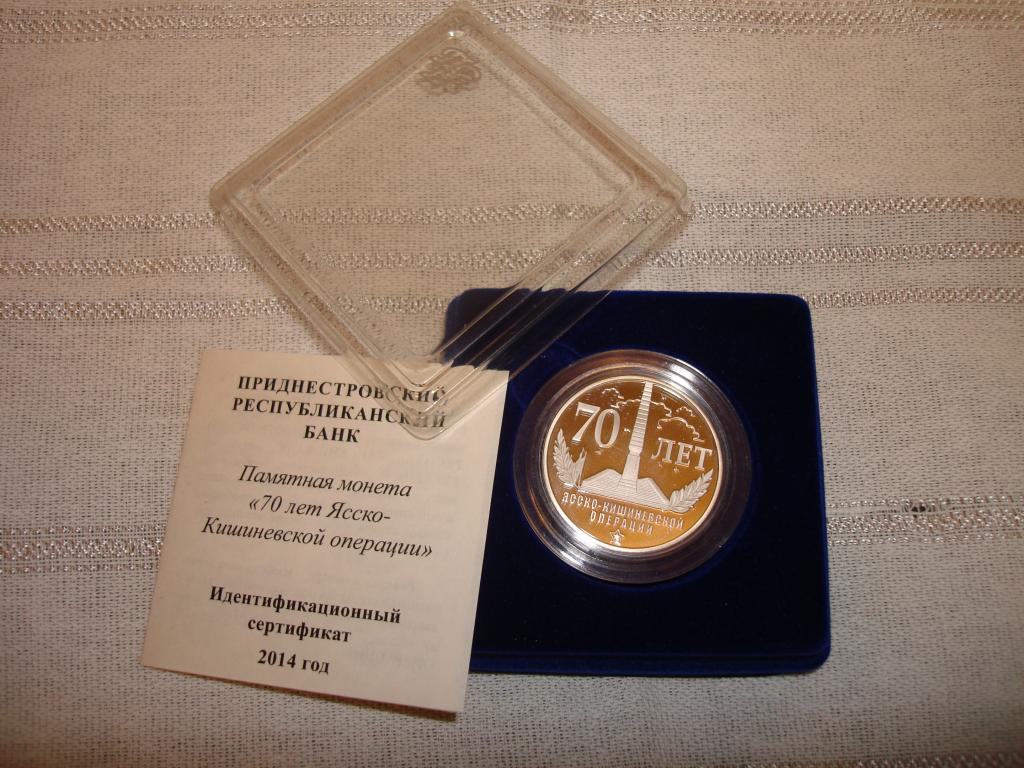 ПРИДНЕСТРОВСКИЙ
РЕСПУБЛИКАНСКИЙ
БАНК
Памятная монета
«70 лет Ясско-
Кишиневской операции»
Идентификационный
сертификат
2014 год
70
ЛЕТ
ЯССКО-КИШИНЕВСКОЙ
ОПЕРАЦИИ